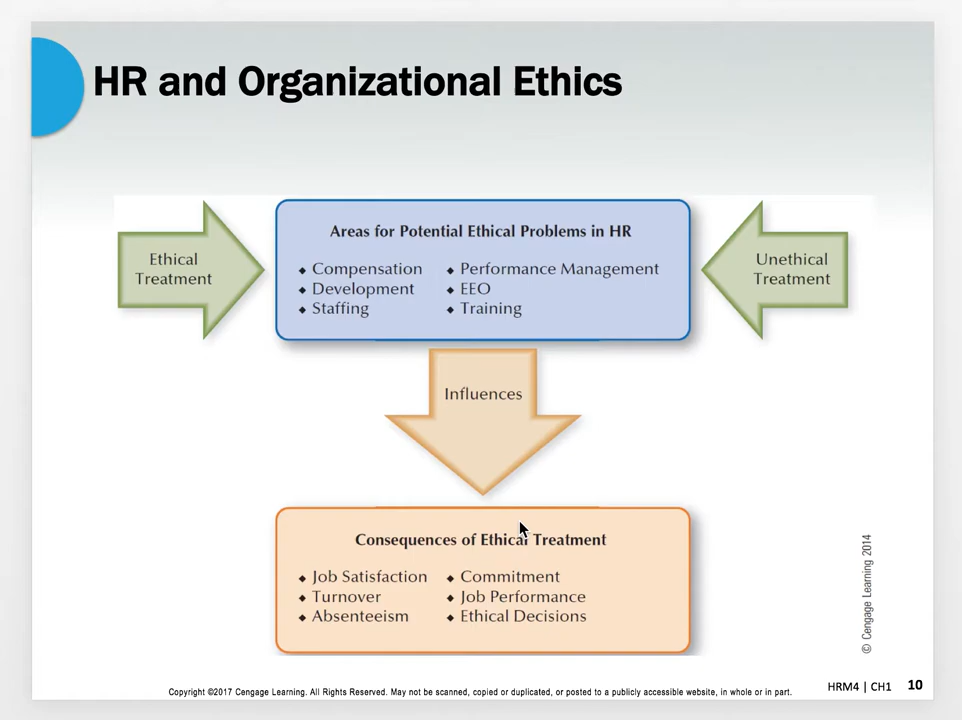 HR and Organizational Ethics
Ethical
Treatment
Areas for Potential Ethical Problems in HR
◆ Compensation
◆ Development
◆ Staffing
◆ Performance Management
◆ EEO
◆ Training
Unethical
Treatment
Influences
Consequences of Ethical Treatment
◆ Job Satisfaction
◆ Turnover
◆ Absenteeism
◆ Commitment
◆ Job Performance
◆ Ethical Decisions
© Cengage Learning 2014
Copyright ©2017 Cengage Learning. All Rights Reserved. May not be scanned, copied or duplicated, or posted to a publicly accessible website, in whole or in part.
HRM4 | CH1
10